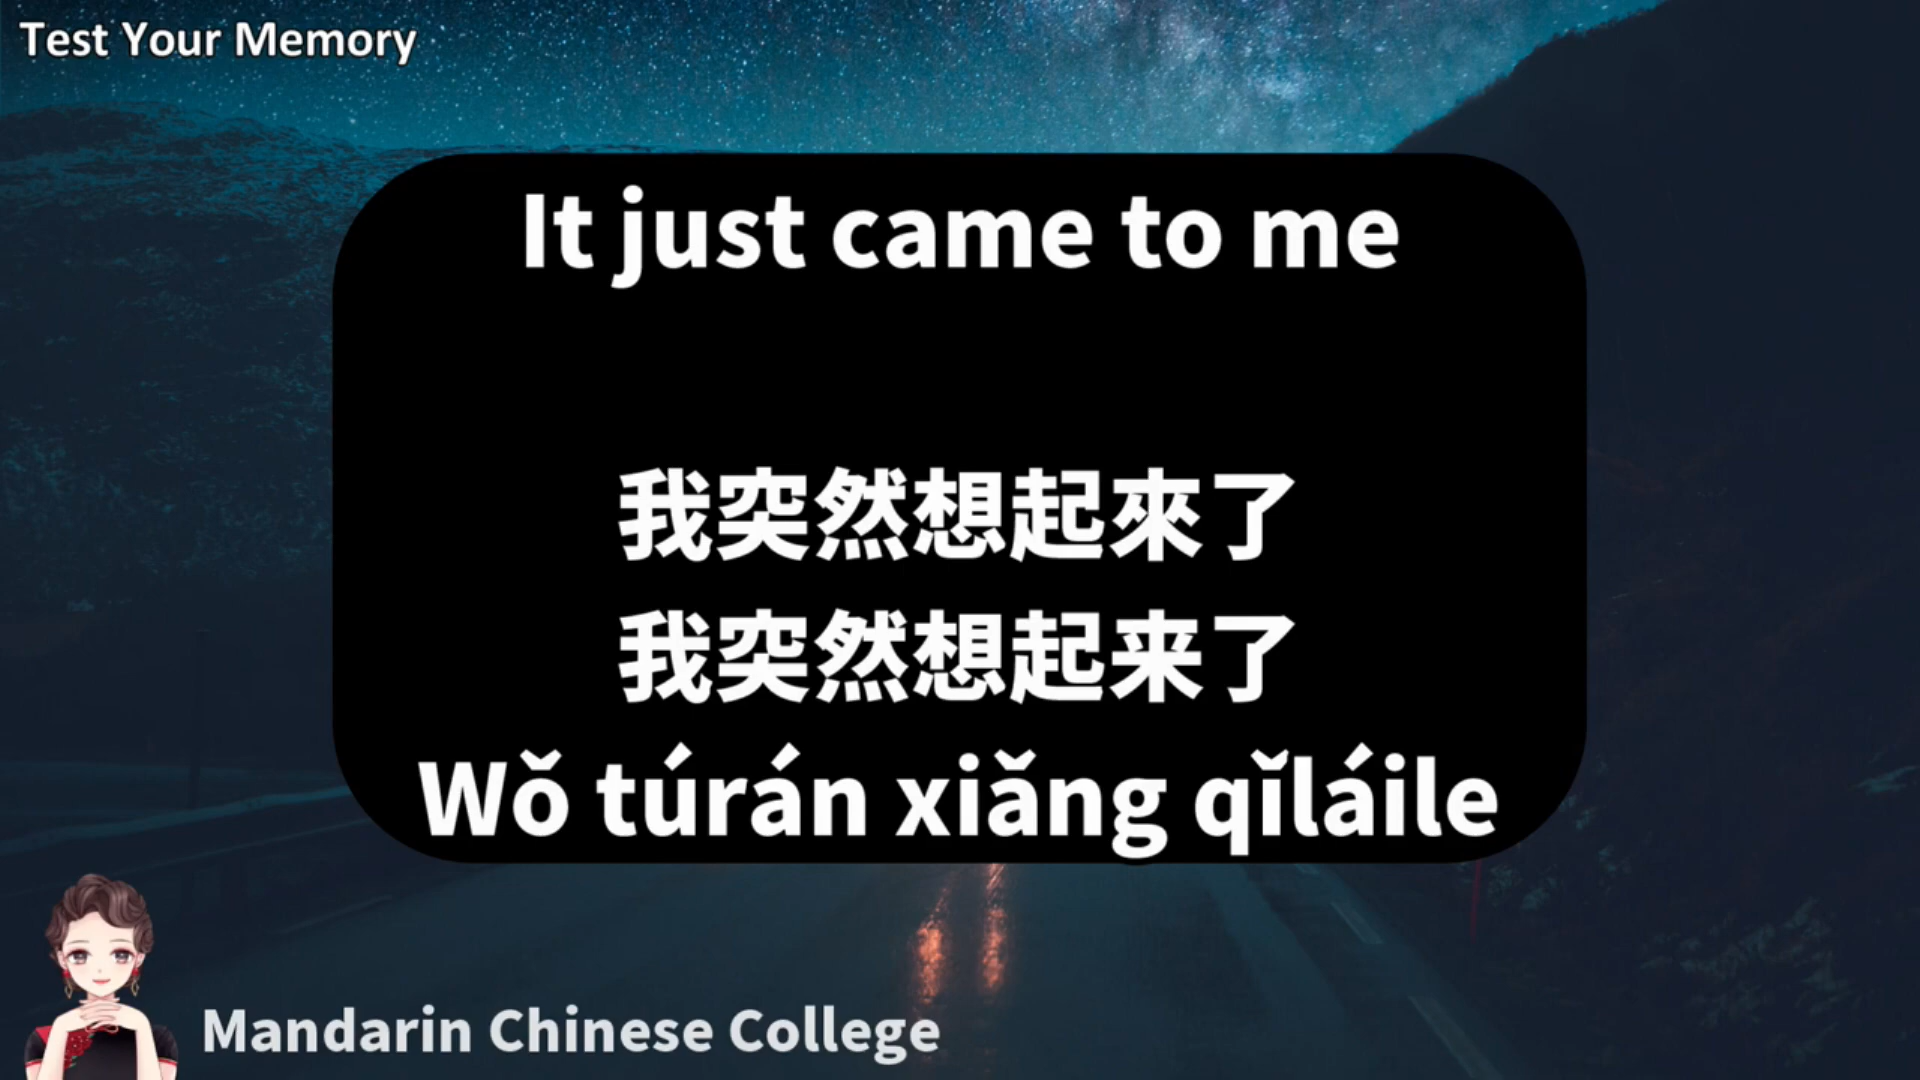 Test Your Memory
It just came to me
我突然想起來了
我突然想起来了
Wǒ túrán xiǎng qǐláile
Mandarin Chinese College